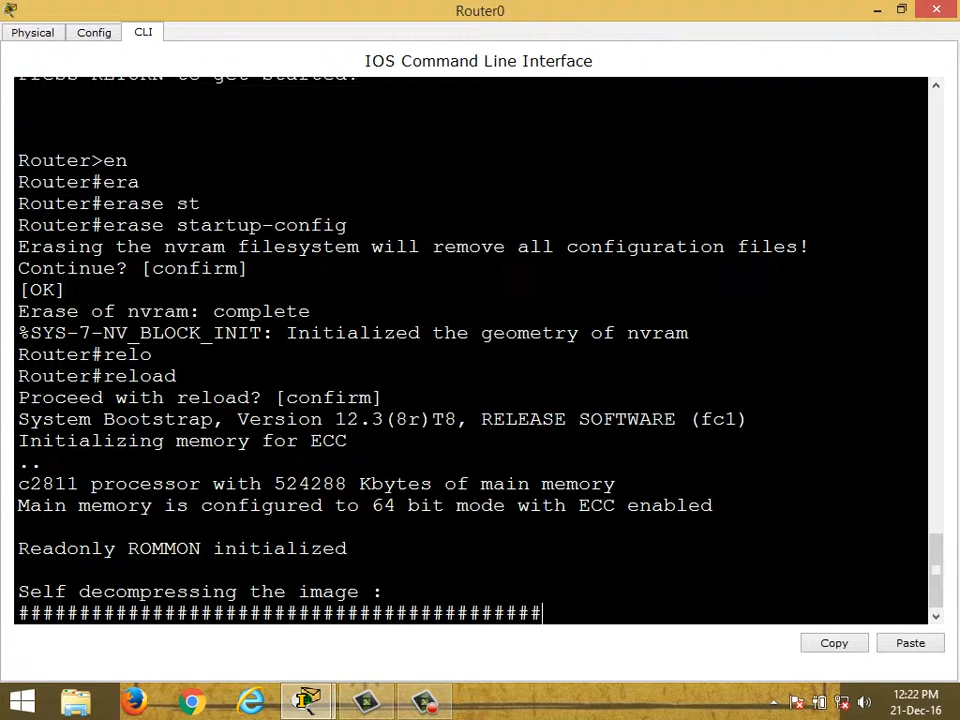 Router0
Physical
Config
CLI
IOS Command Line Interface
Press RETURN to get started.
Router>en
Router#era
Router#erase st
Router#erase startup-config
Erasing the nvram filesystem will remove all configuration files!
Continue? [confirm]
[OK]
Erase of nvram: complete
%SYS-7-NV_BLOCK_INIT: Initialized the geometry of nvram
Router#relo
Router#reload
Proceed with reload? [confirm]
System Bootstrap, Version 12.3(8r)T8, RELEASE SOFTWARE (fc1)
Initializing memory for ECC
..
c2811 processor with 524288 Kbytes of main memory
Main memory is configured to 64 bit mode with ECC enabled
Readonly ROMMON initialized
Self decompressing the image :
###########################################
Copy
Paste
12:22 PM
21-Dec-16